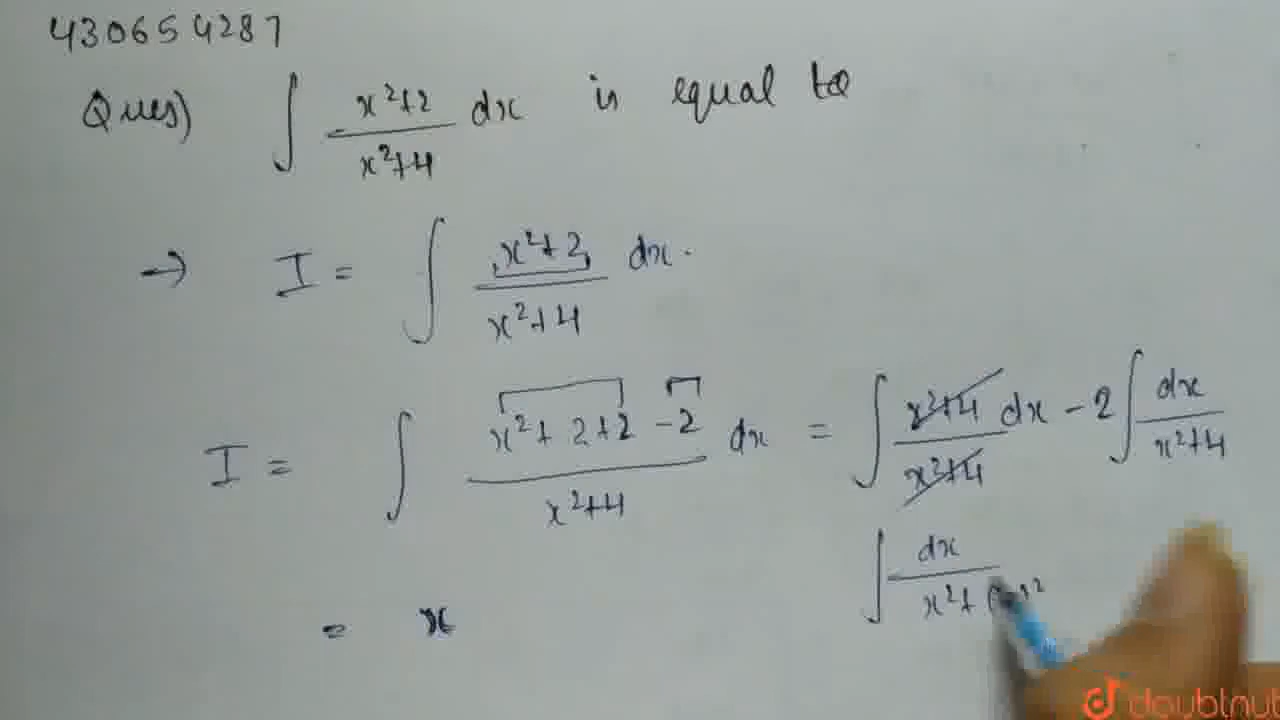 430654287
Ques) ∫ x²+2 / x²+4 dx is equal to
→ I = ∫ x²+2 / x²+4 dx.
I = ∫ x²+2+2-2 / x²+4 dx = ∫ x²+4 / x²+4 dx - 2 ∫ dx / x²+4
= x
∫ dx / x²+
doubtnut